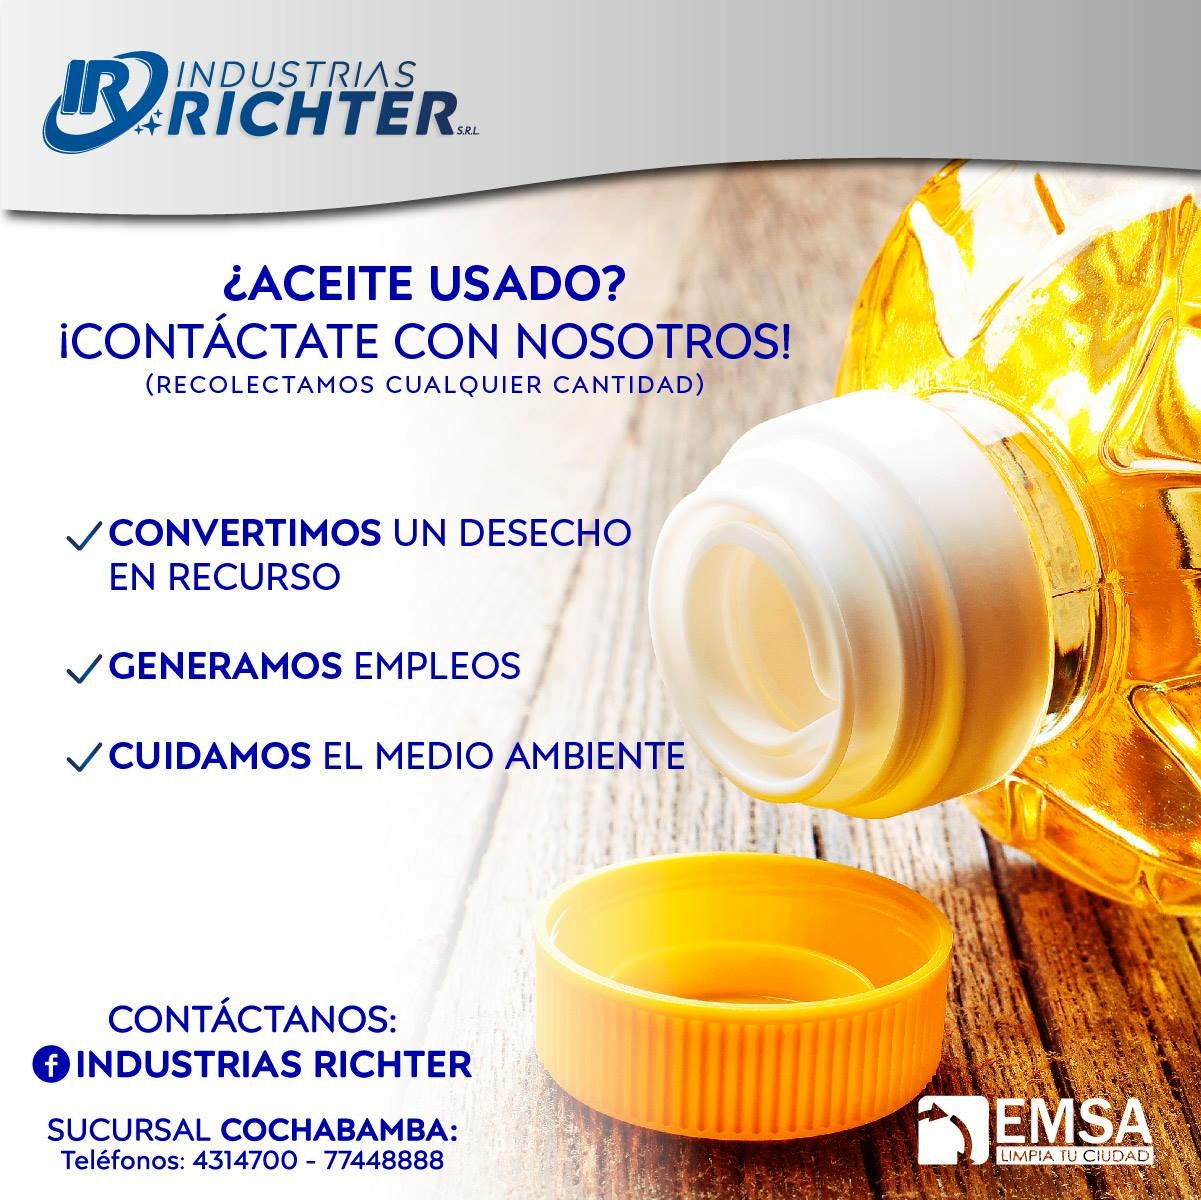 IR INDUSTRIAS
RICHTER S.R.L.
¿ACEITE USADO?
¡CONTÁCTATE CON NOSOTROS!
(RECOLECTAMOS CUALQUIER CANTIDAD)
CONVERTIMOS UN DESECHO
EN RECURSO
GENERAMOS EMPLEOS
CUIDAMOS EL MEDIO AMBIENTE
CONTÁCTANOS:
f INDUSTRIAS RICHTER
SUCURSAL COCHABAMBA:
Teléfonos: 4314700 - 77448888
EMSA
LIMPIA TU CIUDAD